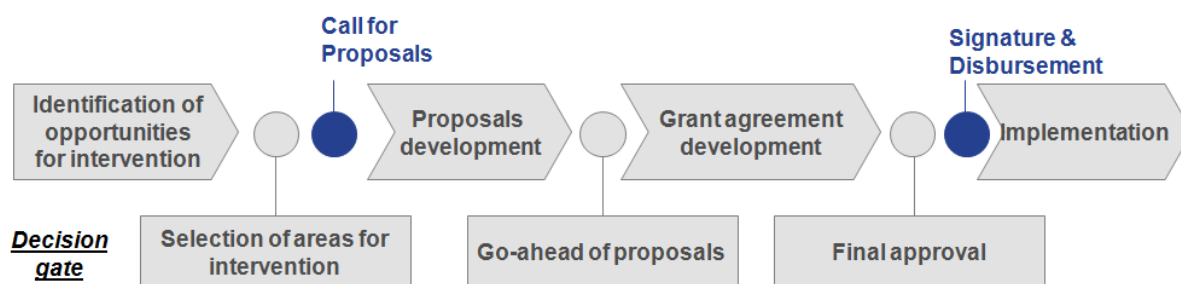 Call for
Proposals
Signature &
Disbursement
Identification of
opportunities
for intervention
Proposals
development
Grant agreement
development
Implementation
Decision
gate
Selection of areas for
intervention
Go-ahead of proposals
Final approval